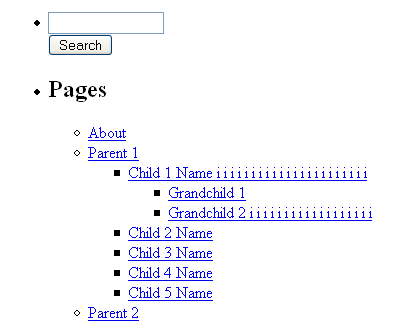 Search
Pages
About
Parent 1
Child 1 Name i i i i i i i i i i i i i i i i i i i i i i
Grandchild 1
Grandchild 2 i i i i i i i i i i i i i i i i i i
Child 2 Name
Child 3 Name
Child 4 Name
Child 5 Name
Parent 2